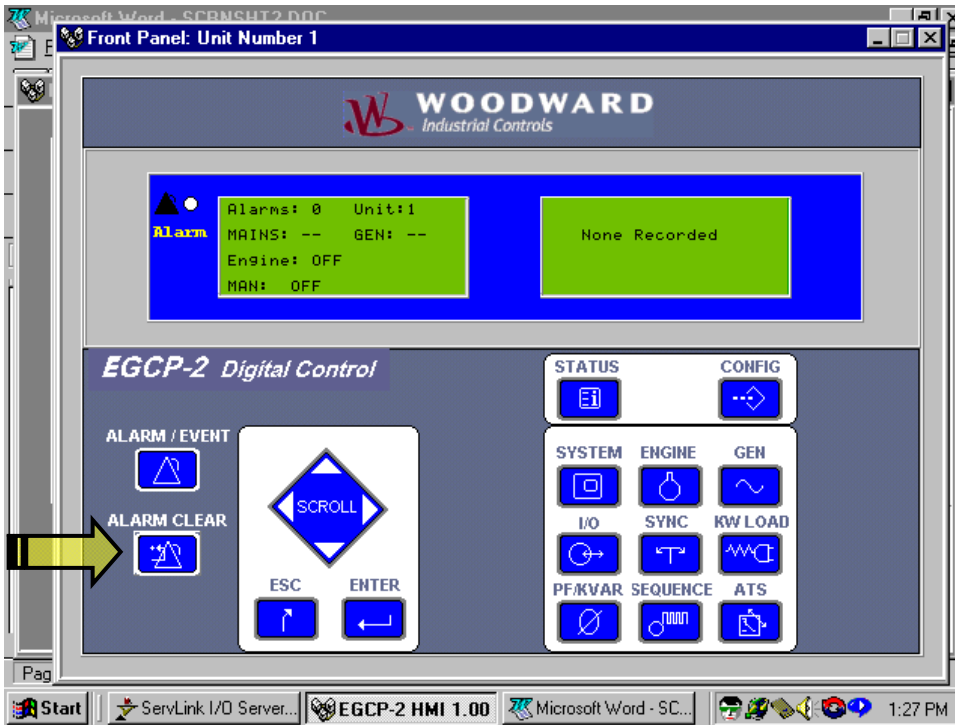 Microsoft Word - SCBNSHT2.DOC
Front Panel: Unit Number 1
WOODWARD
Industrial Controls
Alarm
Alarms: 0 Unit:1
MAINS: -- GEN: --
Engine: OFF
MAN: OFF
None Recorded
EGCP-2 Digital Control
STATUS
CONFIG
ALARM / EVENT
ALARM CLEAR
SCROLL
ESC
ENTER
SYSTEM
ENGINE
GEN
I/O
SYNC
KW LOAD
PF/KVAR
SEQUENCE
ATS
Pag
Start
ServLink I/O Server...
EGCP-2 HMI 1.00
Microsoft Word - SC...
1:27 PM